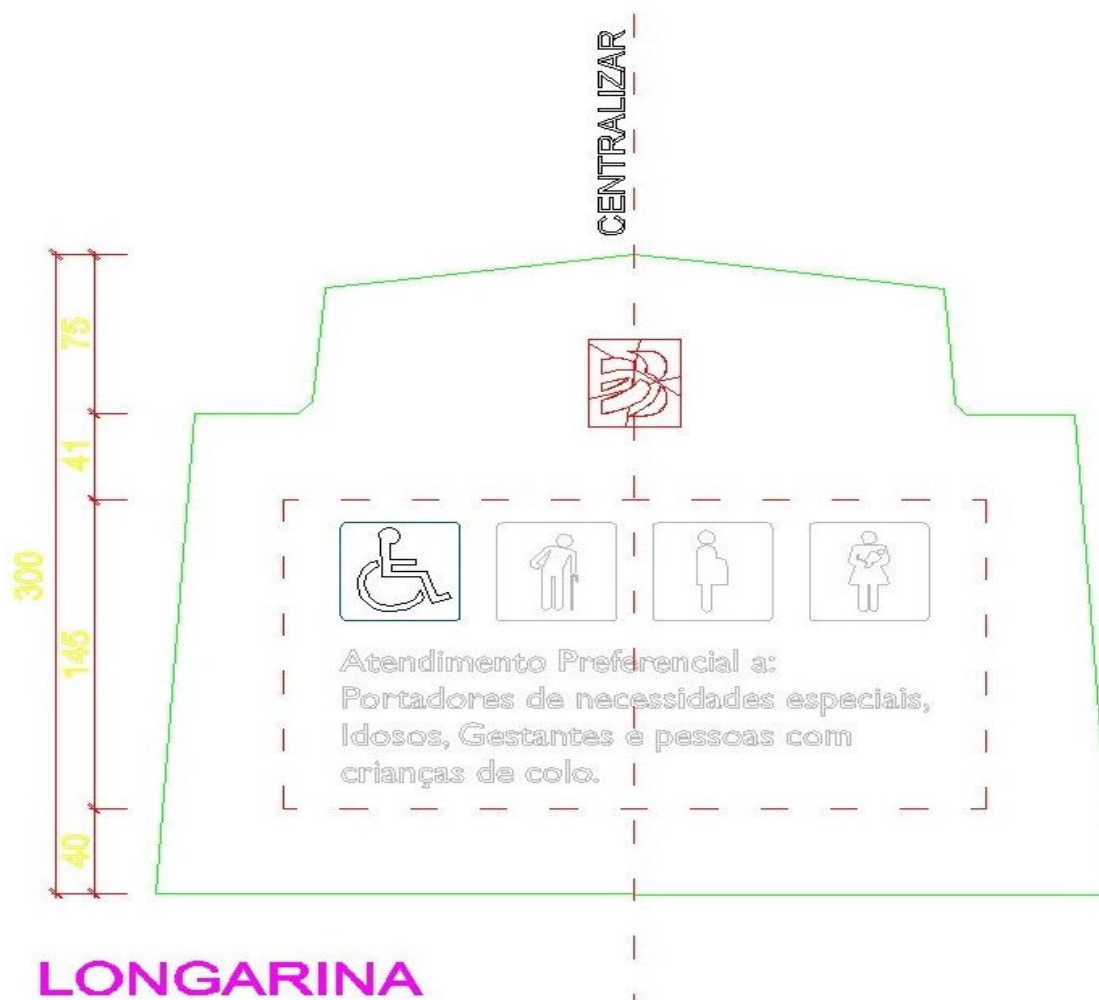 CENTRALIZAR
75
41
300
145
40
Atendimento Preferencial a:
Portadores de necessidades especiais,
Idosos, Gestantes e pessoas com
crianças de colo.
LONGARINA